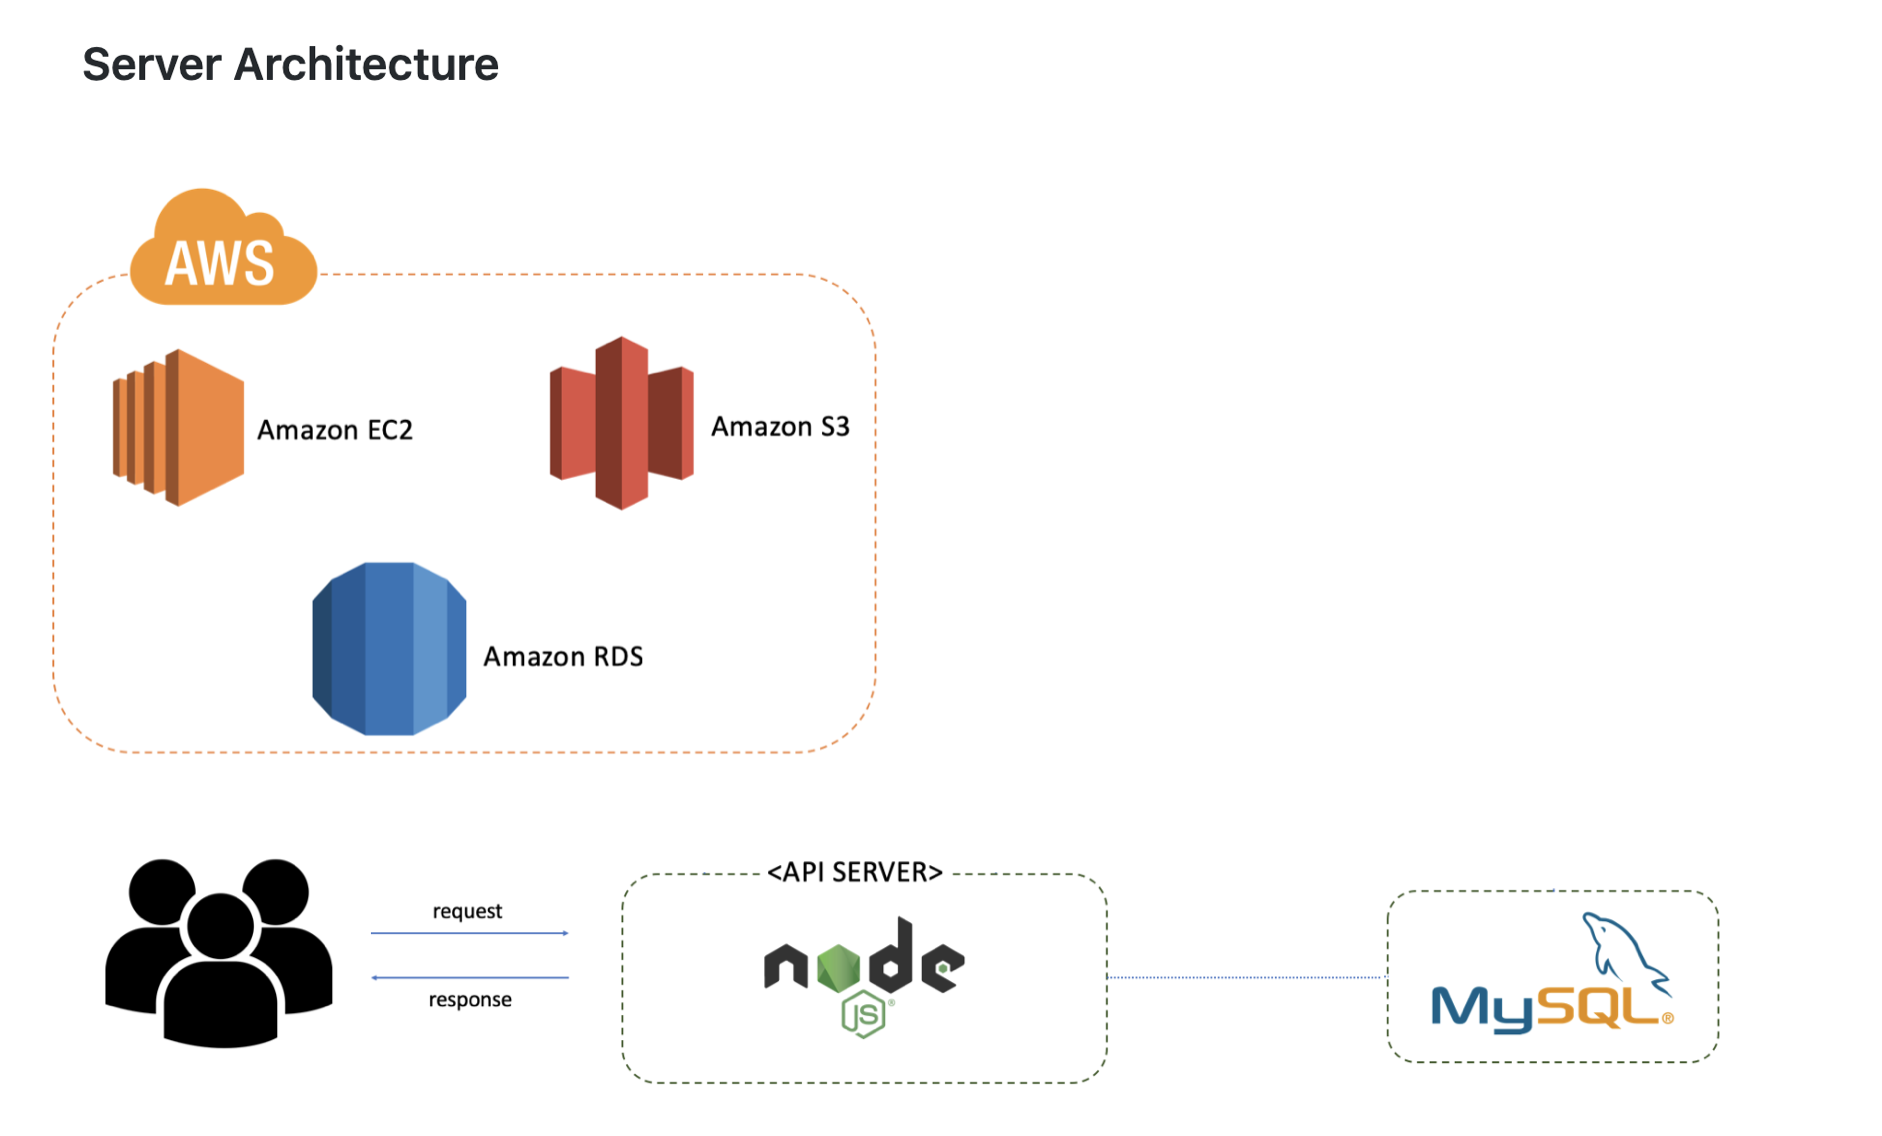 Server Architecture
AWS
Amazon EC2
Amazon S3
Amazon RDS
<API SERVER>
request
response
node
JS®
MySQL®